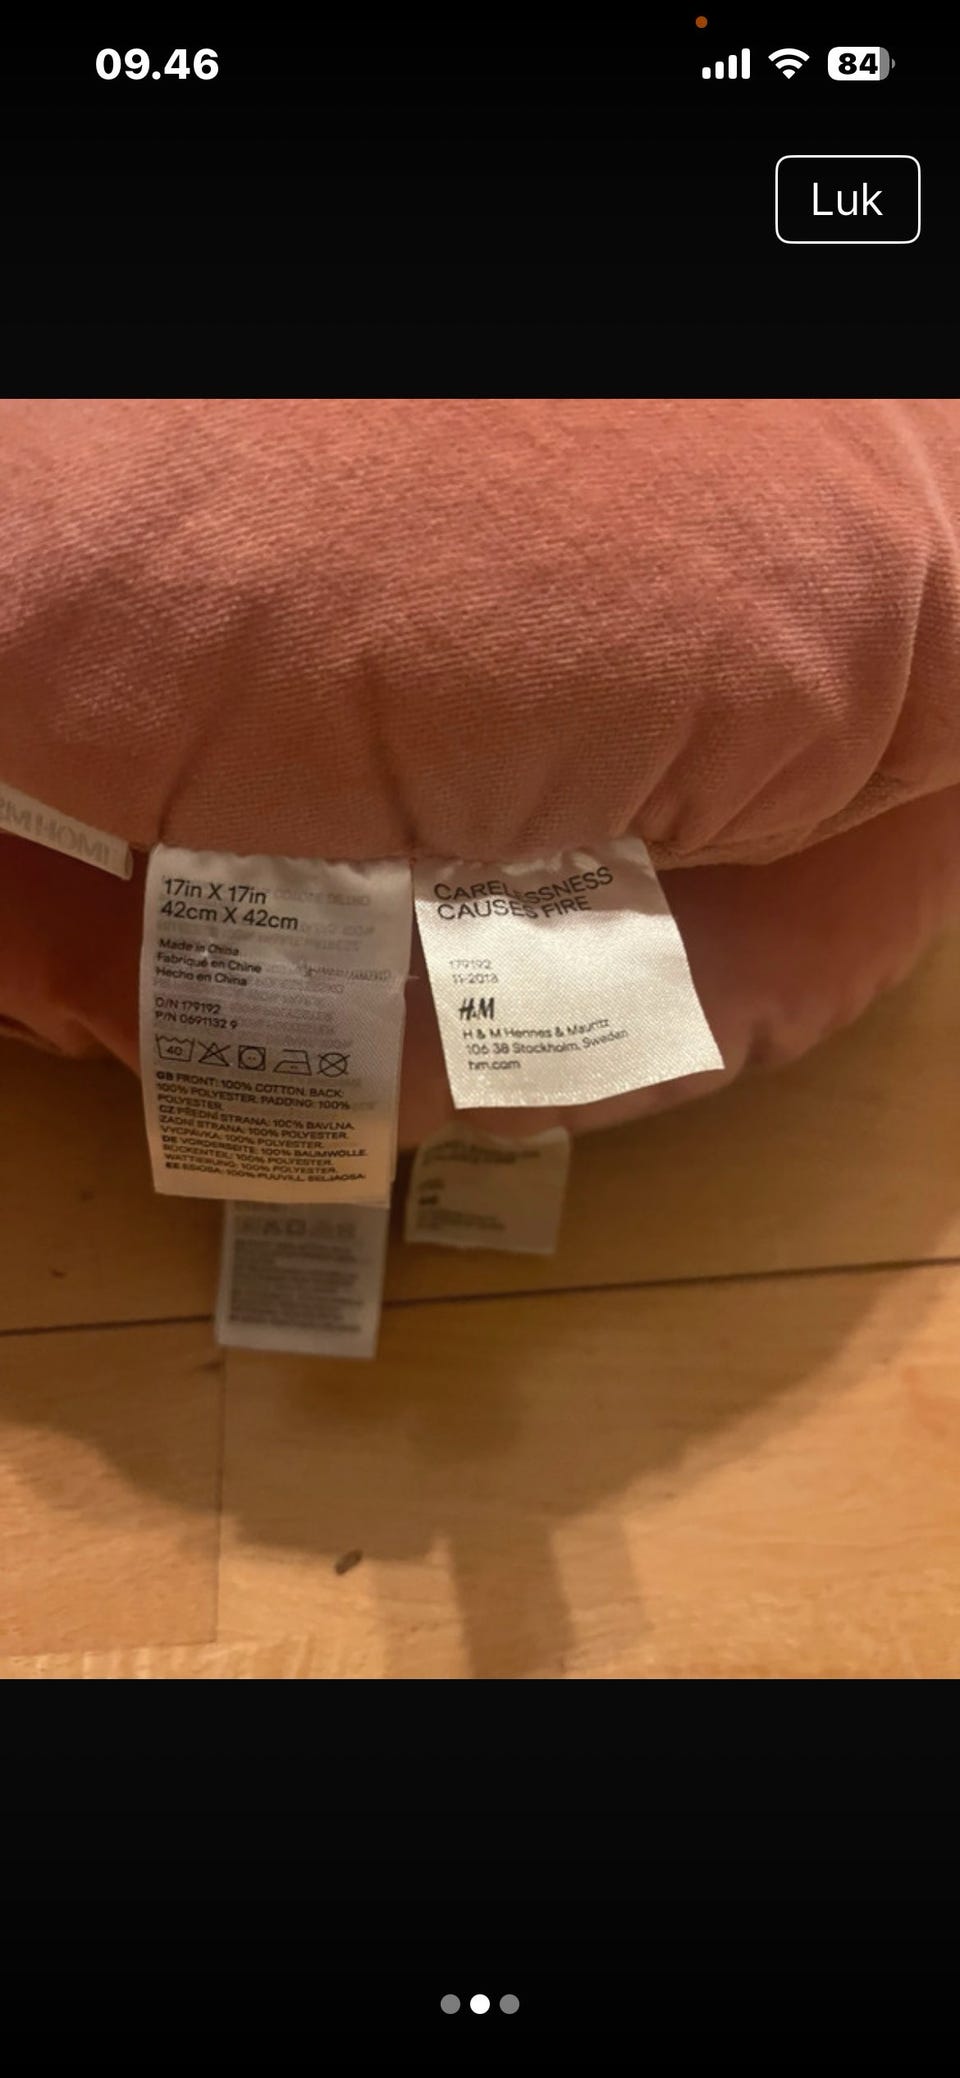 09.46
84
Luk
M HOME
17in X 17in
42cm X 42cm
Made in China
Fabriqué en Chine
Hecho en China
O/N 179192
P/N 0691132 9
40
GB FRONT: 100% COTTON. BACK:
100% POLYESTER. PADDING: 100%
POLYESTER.
CZ PŘEDNÍ STRANA: 100% BAVLNA.
ZADNÍ STRANA: 100% POLYESTER.
VÝCPÁVKA: 100% POLYESTER.
DE VORDERSEITE: 100% BAUMWOLLE.
RÜCKENTEIL: 100% POLYESTER.
WATTIERUNG: 100% POLYESTER.
EE ESIOSA: 100% PUUVILL. SELJAOSA:
CARELESSNESS
CAUSES FIRE
179192
11-2018
H&M
H & M Hennes & Mauritz
106 38 Stockholm, Sweden
hm.com